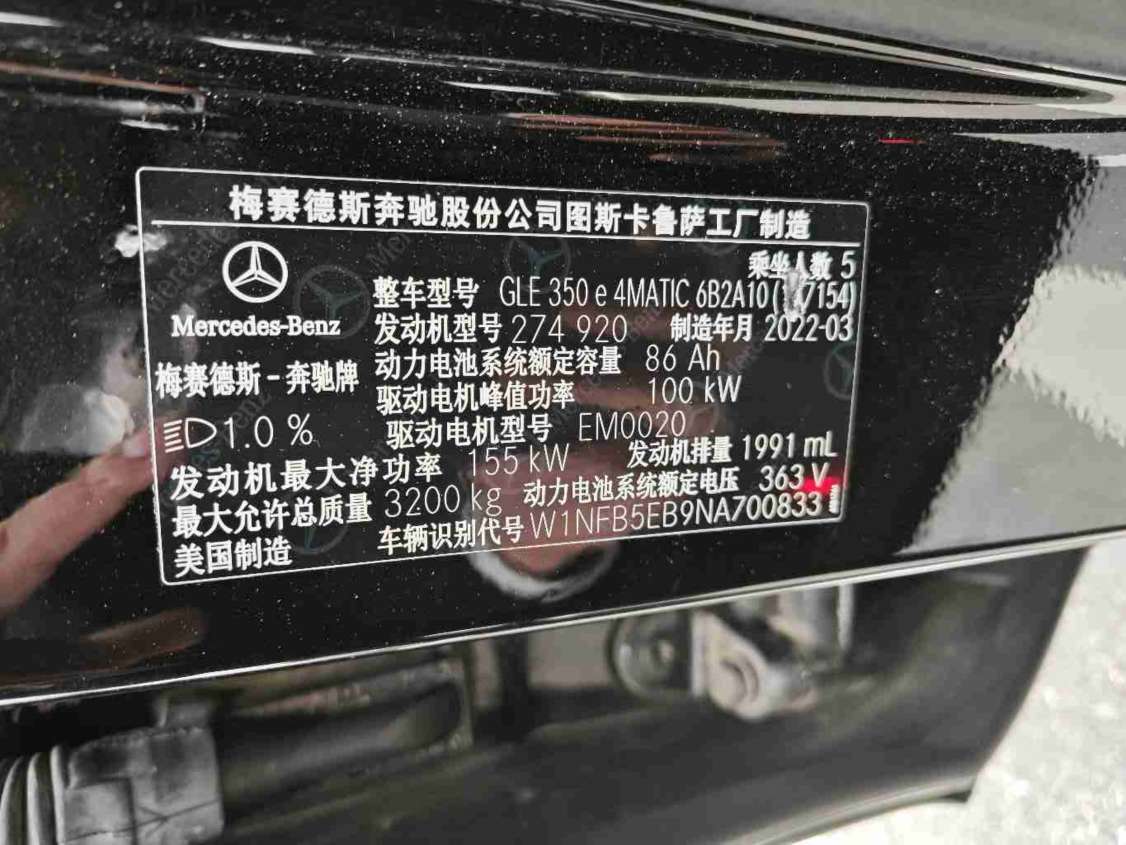 梅赛德斯奔驰股份公司图斯卡鲁萨工厂制造
乘坐人数 5
整车型号 GLE 350 e 4MATIC 6B2A10
Mercedes-Benz
发动机型号 274 920 制造年月 2022-03
动力电池系统额定容量 86 Ah
梅赛德斯-奔驰牌
驱动电机峰值功率 100 kW
1.0 %
驱动电机型号 EM0020
发动机最大净功率 155 kW 发动机排量 1991 mL
最大允许总质量 3200 kg 动力电池系统额定电压 363 V
车辆识别代号 W1NFB5EB9NA700833
美国制造